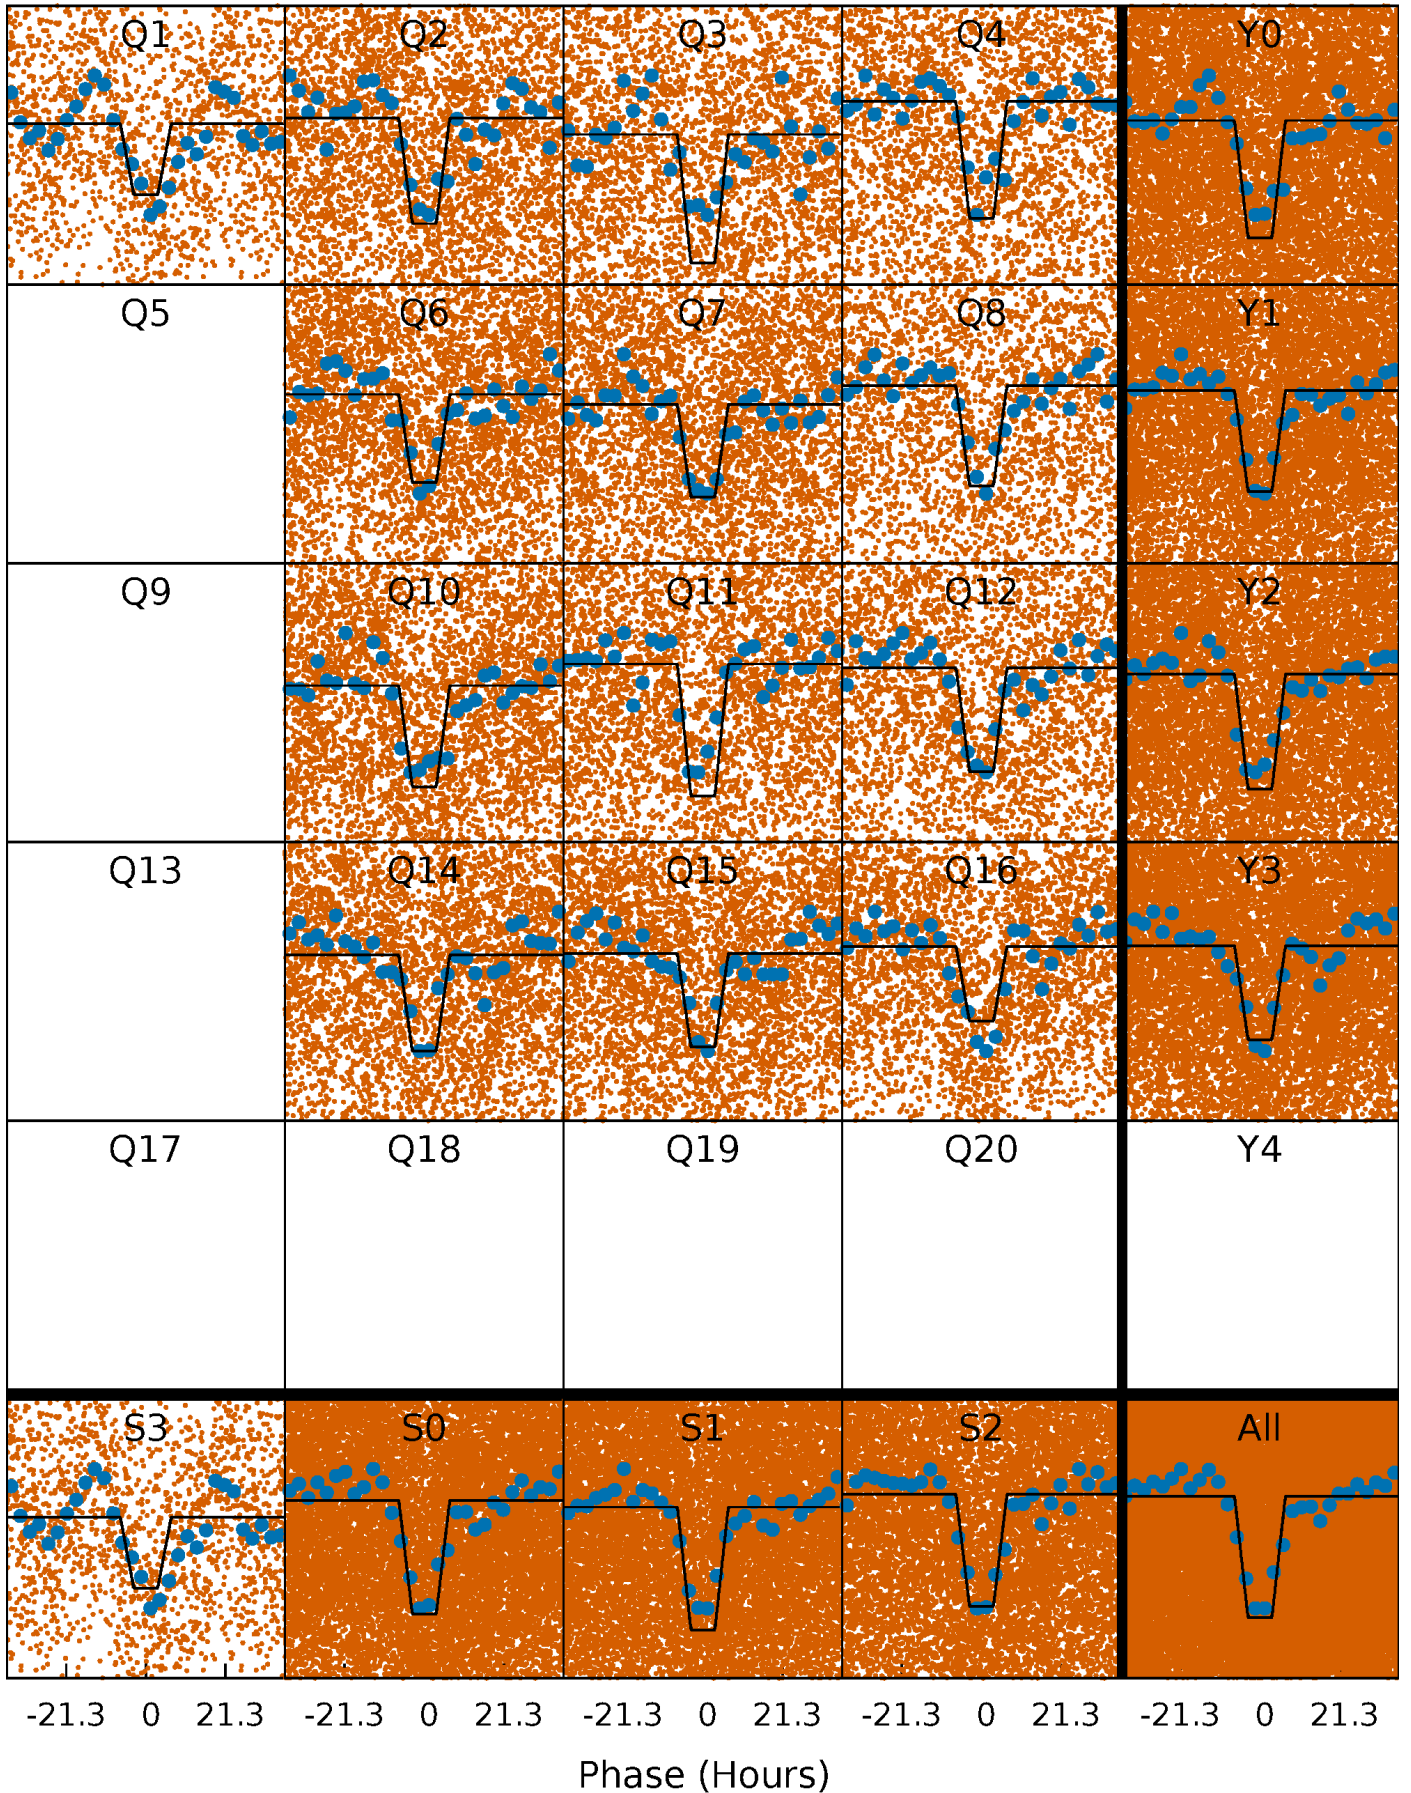 Q1 Q2 Q3 Q4 Y0
Q5 Q6 Q7 Q8 Y1
Q9 Q10 Q11 Q12 Y2
Q13 Q14 Q15 Q16 Y3
Q17 Q18 Q19 Q20 Y4
S3 S0 S1 S2 All
-21.3 0 21.3 -21.3 0 21.3 -21.3 0 21.3 -21.3 0 21.3 -21.3 0 21.3
Phase (Hours)